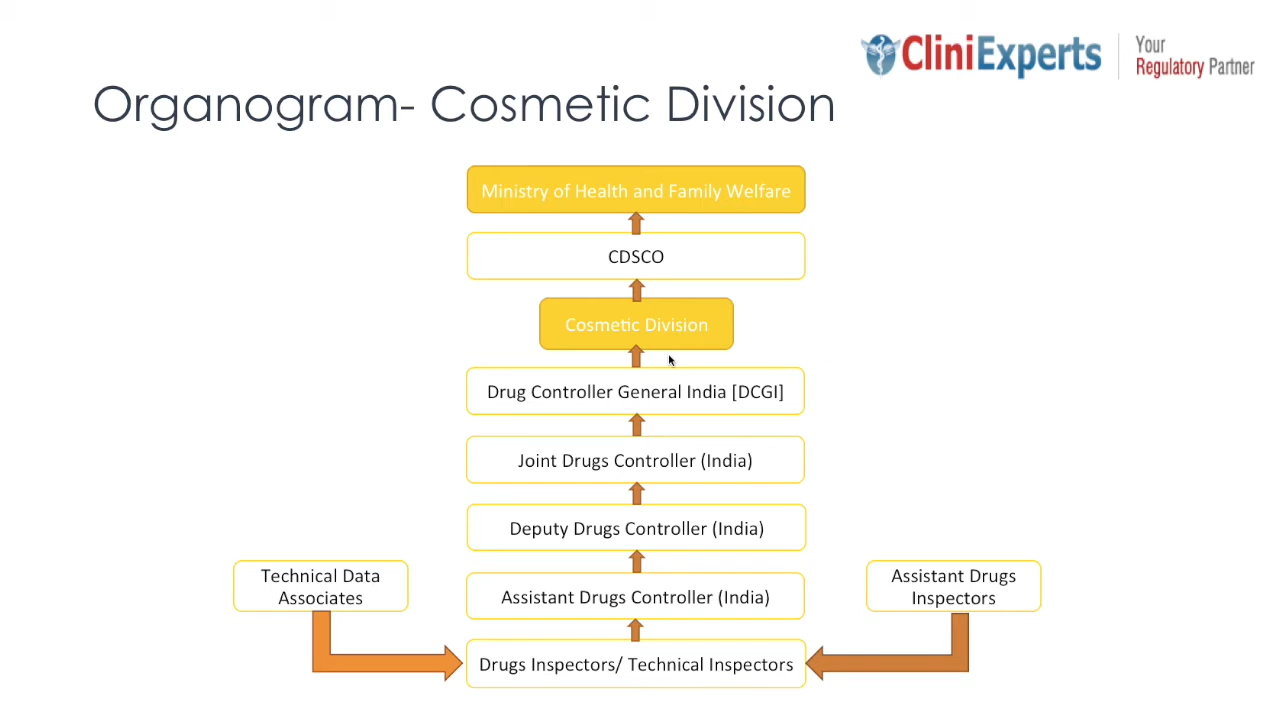 CliniExperts
Your
Regulatory Partner
Organogram- Cosmetic Division
Ministry of Health and Family Welfare
CDSCO
Cosmetic Division
Drug Controller General India [DCGI]
Joint Drugs Controller (India)
Deputy Drugs Controller (India)
Technical Data
Associates
Assistant Drugs
Inspectors
Assistant Drugs Controller (India)
Drugs Inspectors/ Technical Inspectors